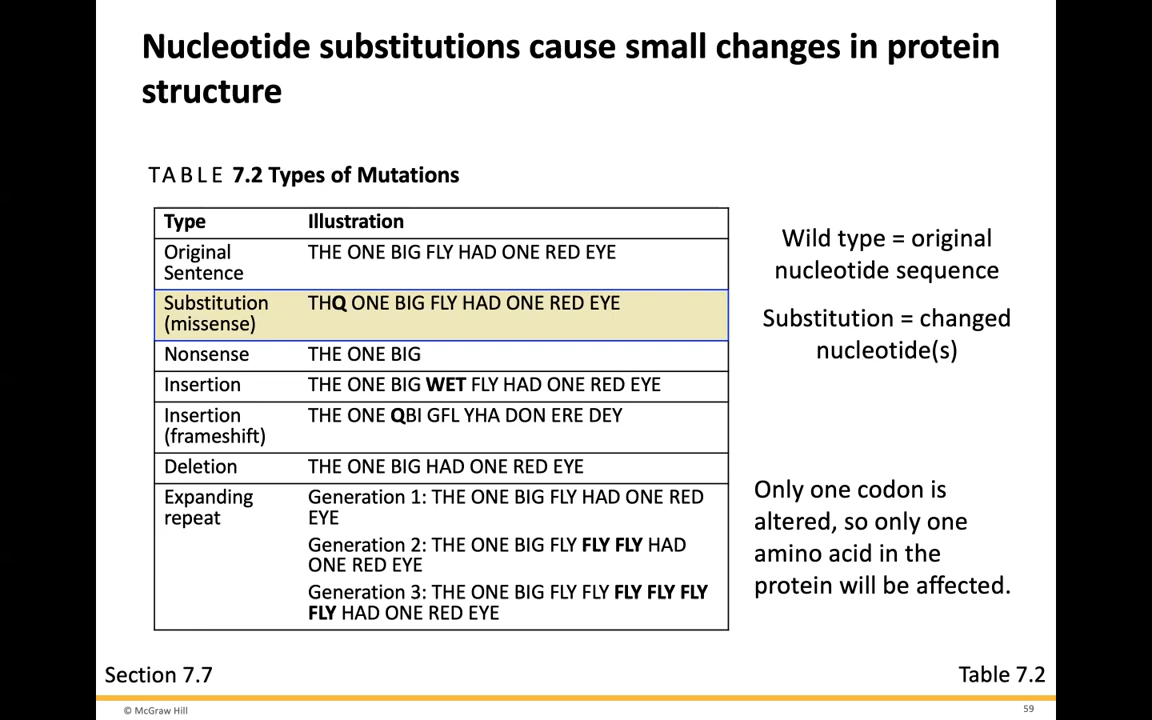 Nucleotide substitutions cause small changes in protein
structure
TABLE 7.2 Types of Mutations
Type Illustration
Original THE ONE BIG FLY HAD ONE RED EYE
Sentence
Substitution THQ ONE BIG FLY HAD ONE RED EYE
(missense)
Nonsense THE ONE BIG
Insertion THE ONE BIG WET FLY HAD ONE RED EYE
Insertion THE ONE QBI GFL YHA DON ERE DEY
(frameshift)
Deletion THE ONE BIG HAD ONE RED EYE
Expanding Generation 1: THE ONE BIG FLY HAD ONE RED
repeat EYE
Generation 2: THE ONE BIG FLY FLY FLY HAD
ONE RED EYE
Generation 3: THE ONE BIG FLY FLY FLY FLY FLY
FLY HAD ONE RED EYE
Wild type = original
nucleotide sequence
Substitution = changed
nucleotide(s)
Only one codon is
altered, so only one
amino acid in the
protein will be affected.
Section 7.7 Table 7.2
© McGraw Hill 59